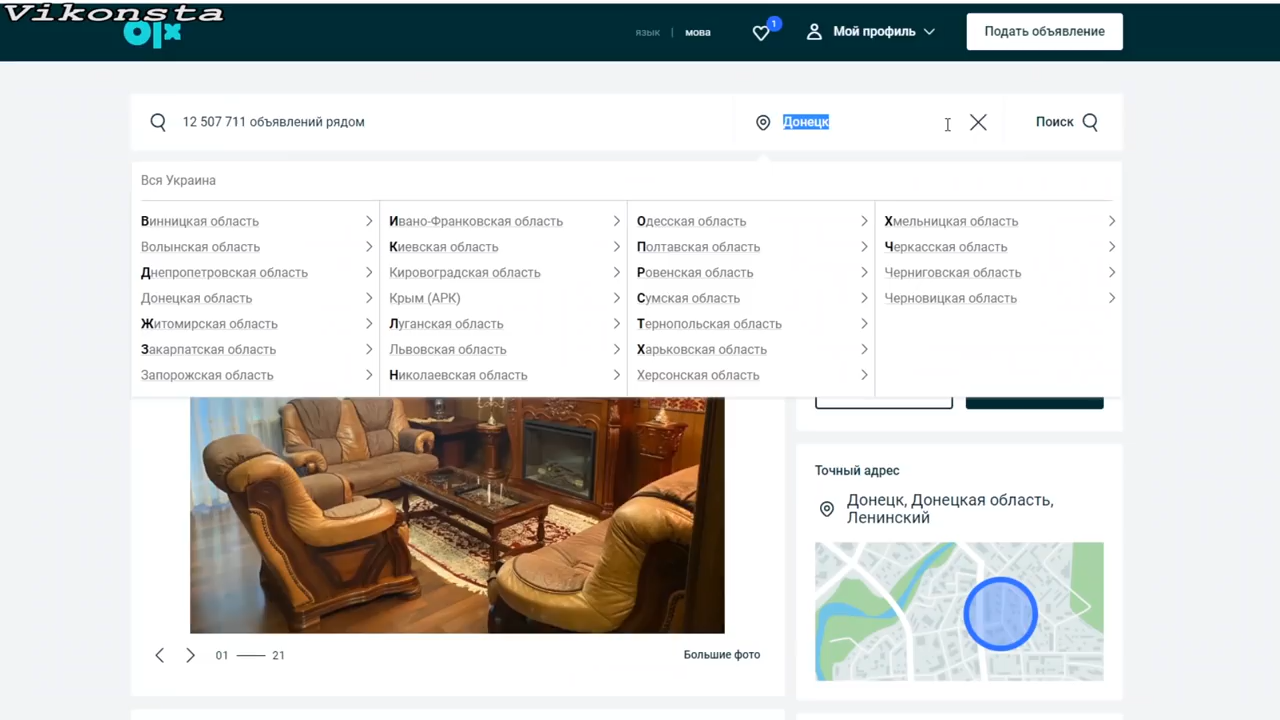 Vikonsta
olx
язык | мова
1
Мой профиль
Подать объявление
12 507 711 объявлений рядом
Донецк
Поиск
Вся Украина
Винницкая область
Волынская область
Днепропетровская область
Донецкая область
Житомирская область
Закарпатская область
Запорожская область
Ивано-Франковская область
Киевская область
Кировоградская область
Крым (АРК)
Луганская область
Львовская область
Николаевская область
Одесская область
Полтавская область
Ровенская область
Сумская область
Тернопольская область
Харьковская область
Херсонская область
Хмельницкая область
Черкасская область
Черниговская область
Черновицкая область
01 — 21
Большие фото
Точный адрес
Донецк, Донецкая область,
Ленинский